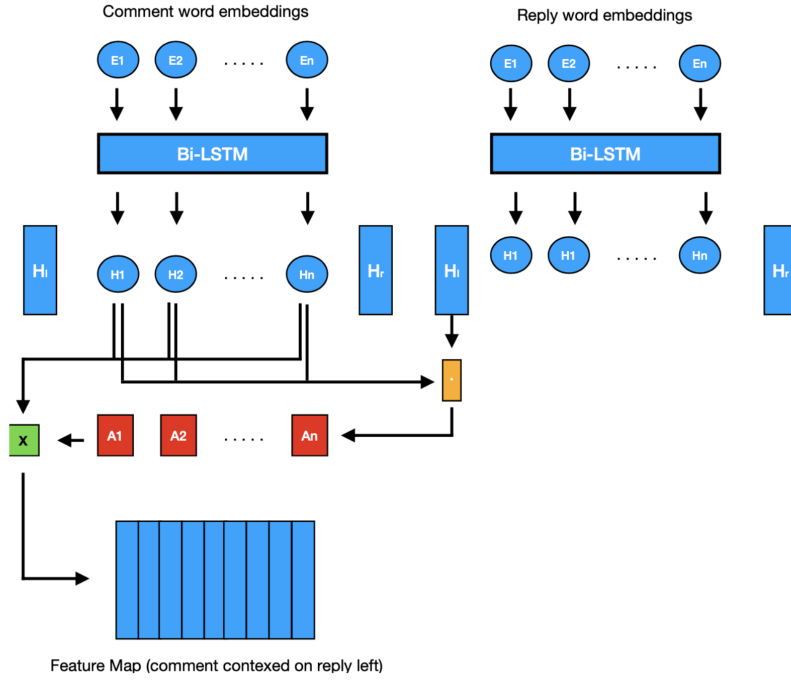 Comment word embeddings
Reply word embeddings
E1 E2 ..... En
E1 E2 ..... En
Bi-LSTM
Bi-LSTM
Hl
H1 H2 ..... Hn
Hr
Hl
H1 H1 ..... Hn
Hr
.
X
A1 A2 ..... An
Feature Map (comment contexed on reply left)